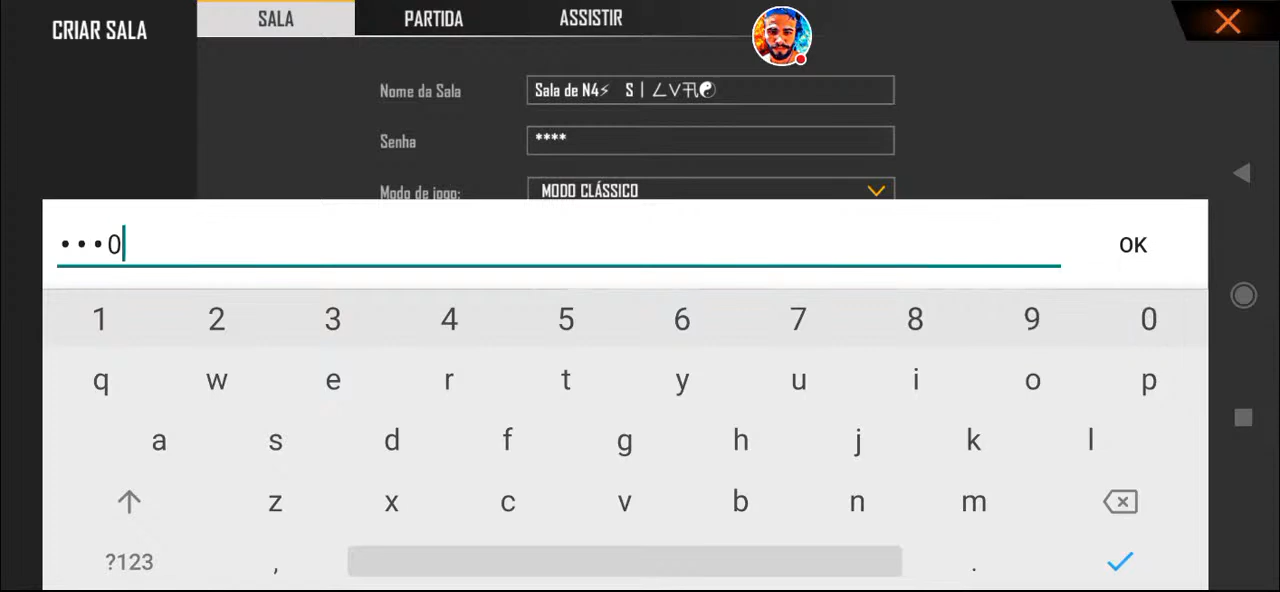 CRIAR SALA
SALA PARTIDA ASSISTIR
Nome da Sala Sala de N4⚡ S | ㄥV卂☯
Senha ****
Modo de jogo: MODO CLÁSSICO
•••0 OK
1 2 3 4 5 6 7 8 9 0
q w e r t y u i o p
a s d f g h j k l
z x c v b n m
?123 , .